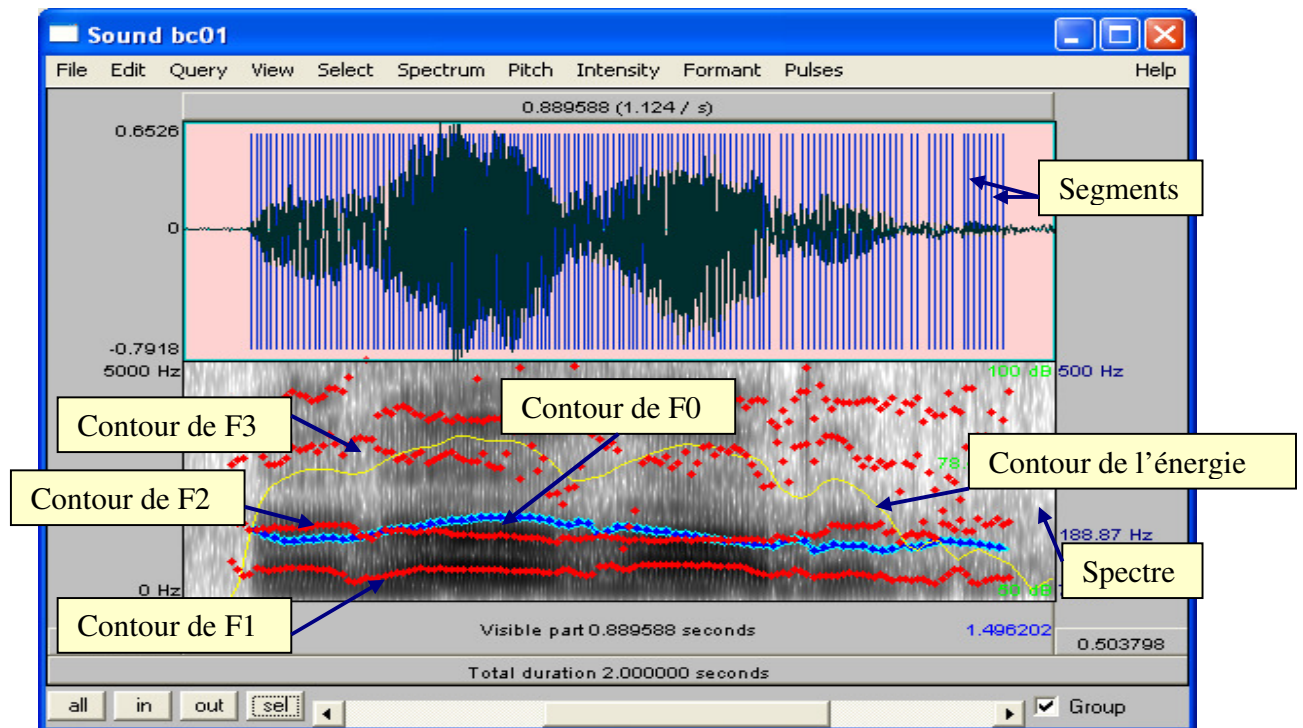 Sound bc01
File Edit Query View Select Spectrum Pitch Intensity Formant Pulses Help
0.889588 (1.124 / s)
0.6526
Segments
0
-0.7918
5000 Hz
100 dB
500 Hz
Contour de F0
Contour de F3
Contour de l'énergie
Contour de F2
188.87 Hz
Spectre
0 Hz
50 dB
Contour de F1
Visible part 0.889588 seconds
1.496202
0.503798
Total duration 2.000000 seconds
all in out sel
Group